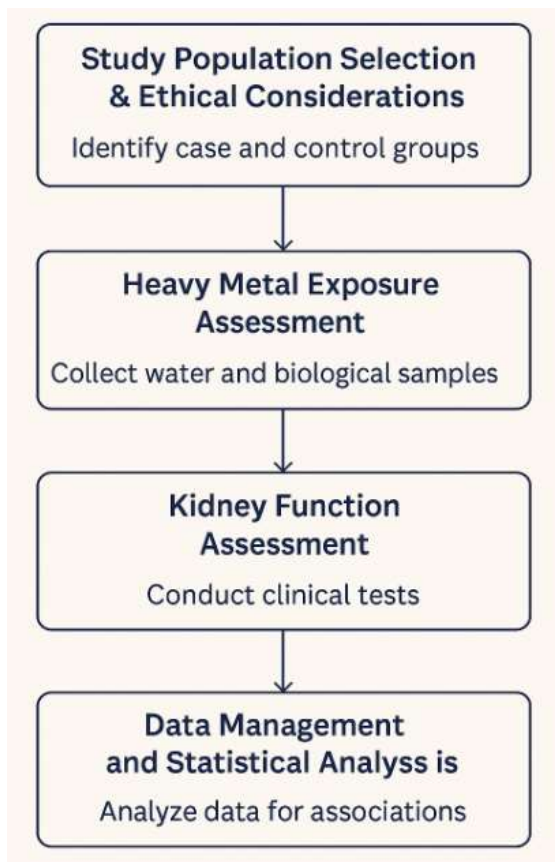 Study Population Selection
& Ethical Considerations
Identify case and control groups
Heavy Metal Exposure
Assessment
Collect water and biological samples
Kidney Function
Assessment
Conduct clinical tests
Data Management
and Statistical Analyss is
Analyze data for associations